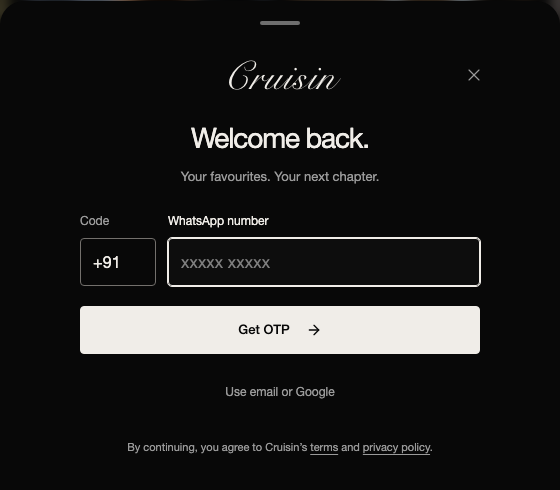 Cruisin
Welcome back.
Your favourites. Your next chapter.
Code
WhatsApp number
+91
xxxxx xxxxx
Get OTP →
Use email or Google
By continuing, you agree to Cruisin's terms and privacy policy.